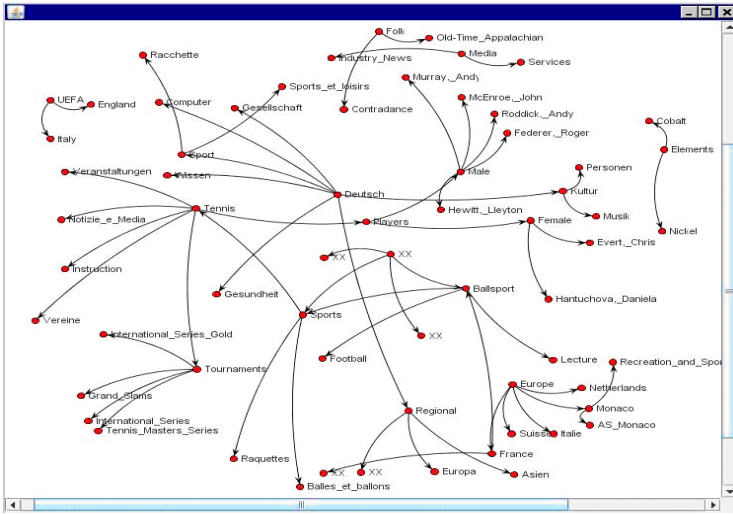 Folk
Old-Time_Appalachian
Racchette
Industry_News
Media
Services
Murray,_Andy
Sports_et_loisirs
UEFA
England
Computer
Gesellschaft
Contradance
McEnroe,_John
Roddick,_Andy
Cobalt
Federer,_Roger
Italy
Sport
Elements
Veranstaltungen
Wissen
Male
Personen
Deutsch
Kultur
Tennis
Hewitt,_Lleyton
Notizie_e_Media
Players
Female
Musik
Nickel
Evert,_Chris
XX
XX
Instruction
Ballsport
Gesundheit
Hantuchova,_Daniela
Vereine
Sports
International_Series_Gold
XX
Football
Lecture
Recreation_and_Spor
Tournaments
Europe
Netherlands
Grand_Slams
Regional
Monaco
International_Series
AS_Monaco
Tennis_Masters_Series
Suisse
Italie
France
Raquettes
XX
XX
Europa
Asien
Balles_et_ballons